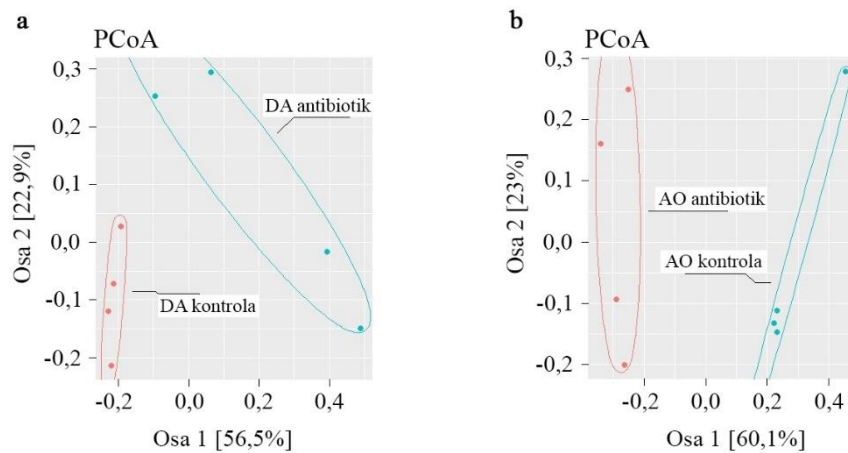 a
PCoA
0,3
0,2
0,1
0,0
-0,1
-0,2
Osa 2 [22,9%]
DA antibiotik
DA kontrola
-0,2
0,0
0,2
0,4
Osa 1 [56,5%]
b
PCoA
0,3
0,2
0,1
0,0
-0,1
-0,2
Osa 2 [23%]
AO antibiotik
AO kontrola
-0,2
0,0
0,2
0,4
Osa 1 [60,1%]